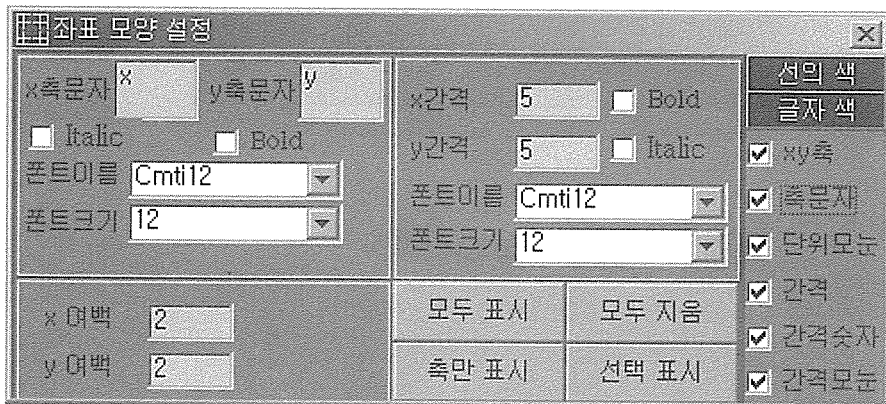 좌표 모양 설정
x축문자 x y축문자 y
Italic Bold
폰트이름 Cmti12
폰트크기 12
x간격 5 Bold
y간격 5 Italic
폰트이름 Cmti12
폰트크기 12
x 여백 2
y 여백 2
모두 표시 모두 지움
축만 표시 선택 표시
선의 색
글자 색
xy축
축문자
단위모눈
간격
간격숫자
간격모눈